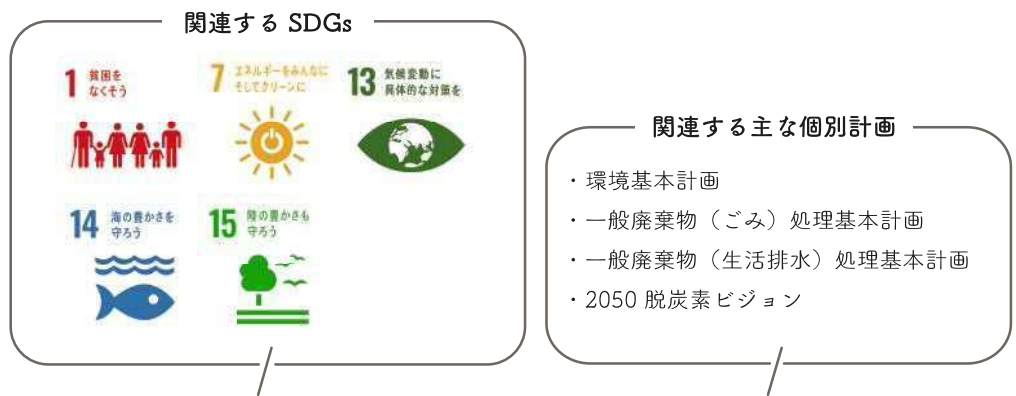 関連する SDGs
1 貧困を
なくそう
7 エネルギーをみんなに
そしてクリーンに
13 気候変動に
具体的な対策を
14 海の豊かさを
守ろう
15 陸の豊かさも
守ろう
関連する主な個別計画
・環境基本計画
・一般廃棄物（ごみ）処理基本計画
・一般廃棄物（生活排水）処理基本計画
・2050 脱炭素ビジョン